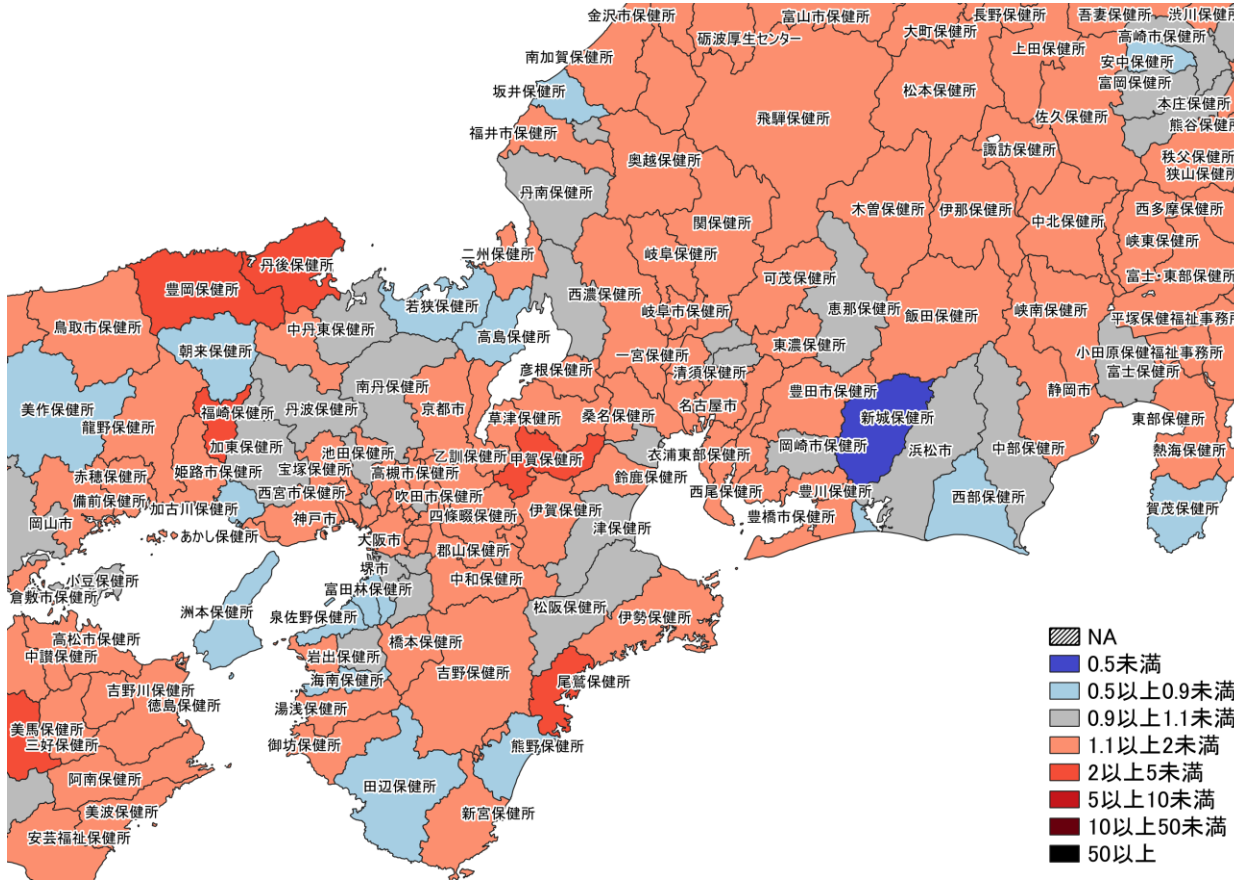 金沢市保健所
富山市保健所
長野保健所
吾妻保健所
渋川保健所
砺波厚生センター
大町保健所
高崎市保健所
南加賀保健所
上田保健所
安中保健所
坂井保健所
松本保健所
富岡保健所
本庄保健所
飛騨保健所
佐久保健所
熊谷保健所
福井市保健所
奥越保健所
諏訪保健所
秩父保健所
狭山保健所
丹南保健所
関保健所
木曽保健所
伊那保健所
中北保健所
西多摩保健所
峡東保健所
二州保健所
岐阜保健所
富士・東部保健所
丹後保健所
可茂保健所
豊岡保健所
西濃保健所
若狭保健所
岐阜市保健所
恵那保健所
飯田保健所
峡南保健所
平塚保健福祉事務所
鳥取市保健所
中丹東保健所
高島保健所
東濃保健所
小田原保健福祉事務所
朝来保健所
一宮保健所
彦根保健所
清須保健所
富士保健所
南丹保健所
豊田市保健所
静岡市
美作保健所
福崎保健所
丹波保健所
京都市
草津保健所
桑名保健所
名古屋市
新城保健所
東部保健所
龍野保健所
加東保健所
池田保健所
乙訓保健所
甲賀保健所
衣浦東部保健所
岡崎市保健所
浜松市
中部保健所
熱海保健所
赤穂保健所
姫路市保健所
宝塚保健所
高槻市保健所
鈴鹿保健所
備前保健所
西宮市保健所
吹田市保健所
西尾保健所
豊川保健所
西部保健所
賀茂保健所
加古川保健所
神戸市
四條畷保健所
伊賀保健所
豊橋市保健所
岡山市
あかし保健所
大阪市
郡山保健所
津保健所
堺市
中和保健所
小豆保健所
倉敷市保健所
富田林保健所
洲本保健所
泉佐野保健所
松阪保健所
伊勢保健所
高松市保健所
橋本保健所
中讃保健所
岩出保健所
吉野保健所
海南保健所
尾鷲保健所
吉野川保健所
徳島保健所
湯浅保健所
美馬保健所
三好保健所
御坊保健所
熊野保健所
阿南保健所
田辺保健所
美波保健所
新宮保健所
安芸福祉保健所
NA
0.5未満
0.5以上0.9未満
0.9以上1.1未満
1.1以上2未満
2以上5未満
5以上10未満
10以上50未満
50以上